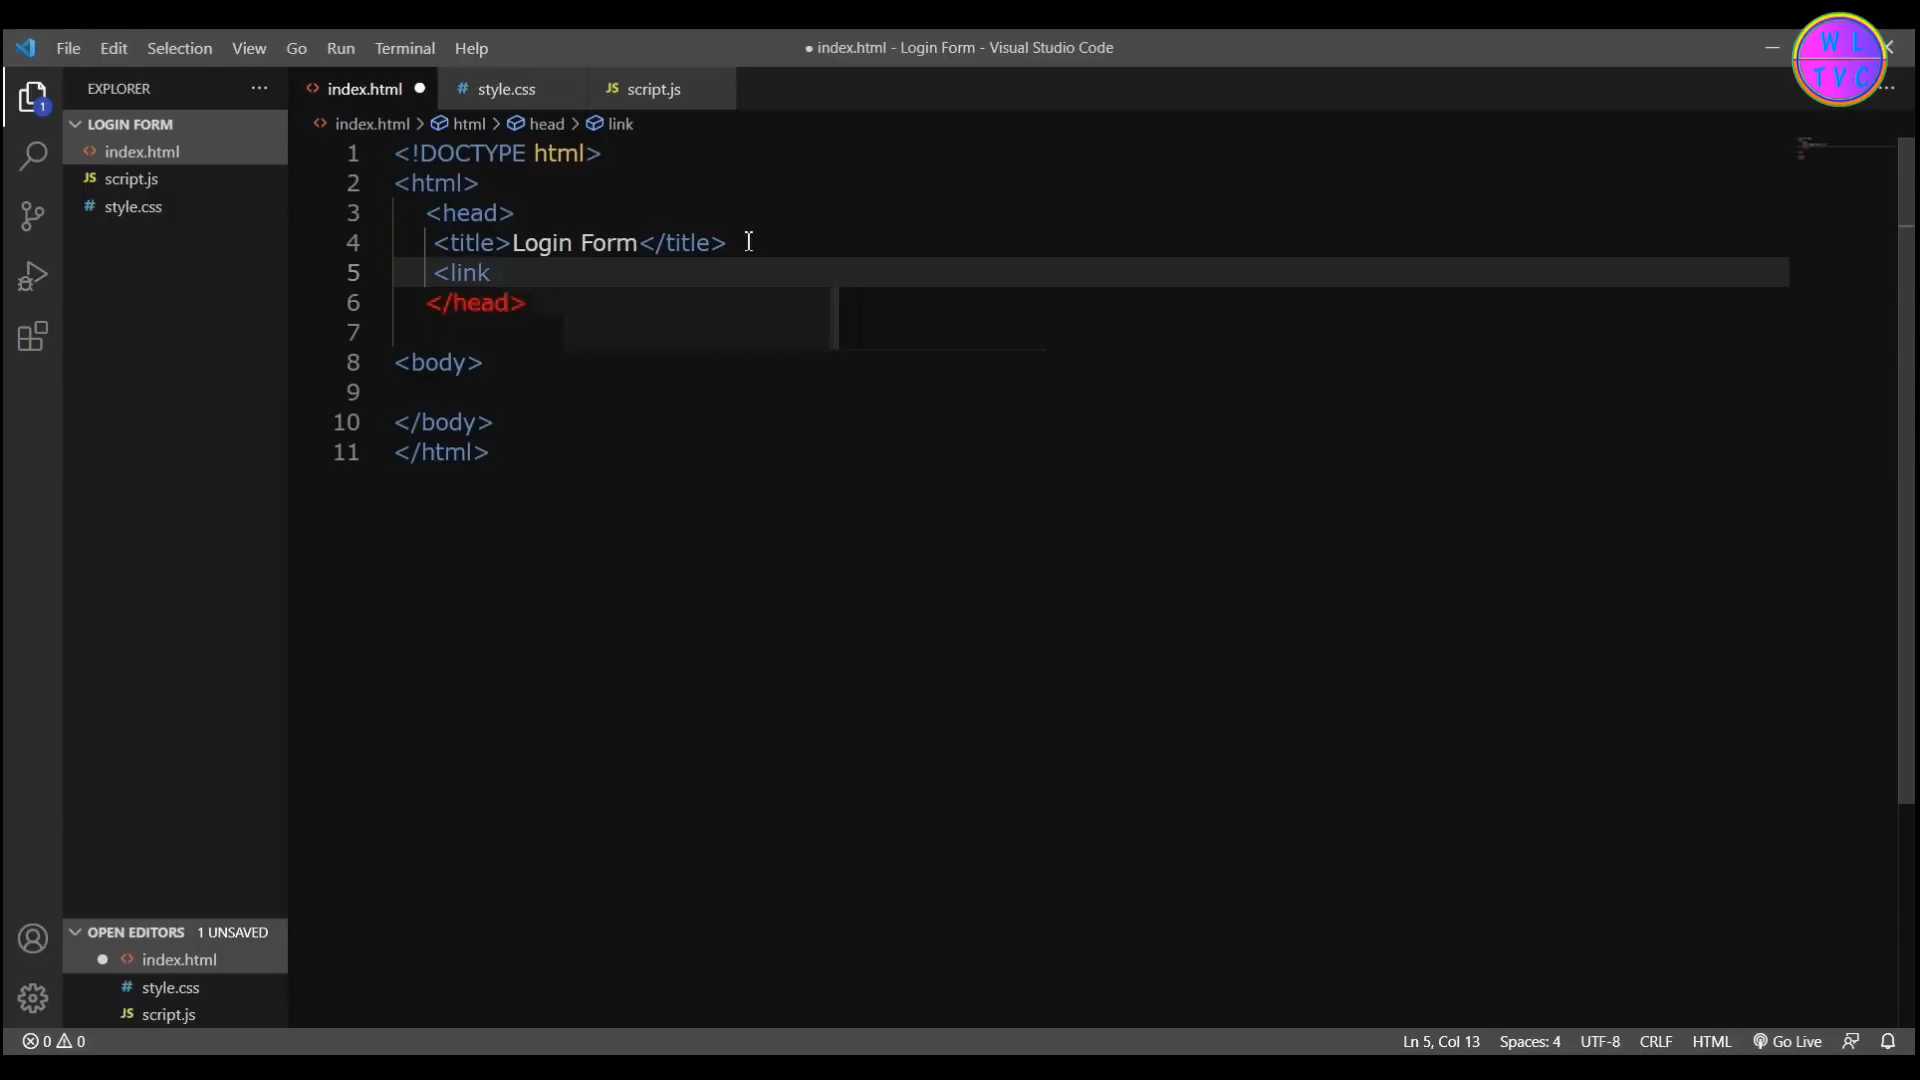 File Edit Selection View Go Run Terminal Help
● index.html - Login Form - Visual Studio Code
W L
T V C
EXPLORER
index.html
style.css
JS script.js
LOGIN FORM
index.html > html > head > link
index.html
JS script.js
# style.css
1 <!DOCTYPE html>
2 <html>
3 <head>
4 <title>Login Form</title>
5 <link
6 </head>
7
8 <body>
9
10 </body>
11 </html>
OPEN EDITORS 1 UNSAVED
● index.html
# style.css
JS script.js
0 0
Ln 5, Col 13 Spaces: 4 UTF-8 CRLF HTML Go Live
1